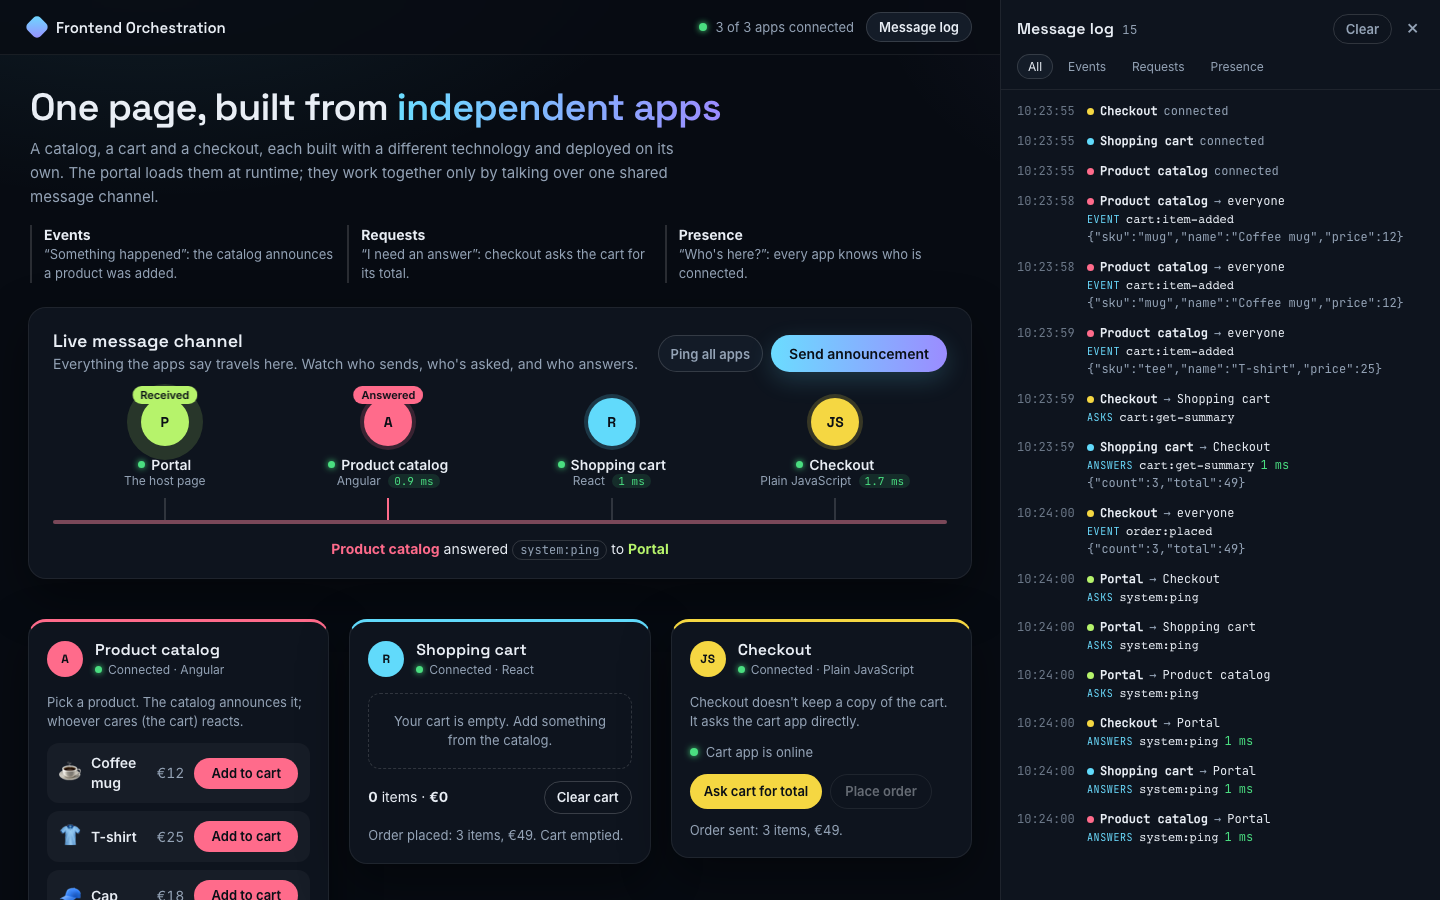 Frontend Orchestration
3 of 3 apps connected
Message log
One page, built from independent apps
A catalog, a cart and a checkout, each built with a different technology and deployed on its
own. The portal loads them at runtime; they work together only by talking over one shared
message channel.
Events
“Something happened”: the catalog announces
a product was added.
Requests
“I need an answer”: checkout asks the cart for
its total.
Presence
“Who's here?”: every app knows who is
connected.
Live message channel
Everything the apps say travels here. Watch who sends, who's asked, and who answers.
Ping all apps
Send announcement
Received
P
Portal
The host page
Answered
A
Product catalog
Angular 0.9 ms
R
Shopping cart
React 1 ms
JS
Checkout
Plain JavaScript 1.7 ms
Product catalog answered system:ping to Portal
A
Product catalog
Connected · Angular
Pick a product. The catalog announces it;
whoever cares (the cart) reacts.
Coffee
mug
€12
Add to cart
T-shirt
€25
Add to cart
Cap
€18
Add to cart
R
Shopping cart
Connected · React
Your cart is empty. Add something
from the catalog.
0 items · €0
Clear cart
Order placed: 3 items, €49. Cart emptied.
JS
Checkout
Connected · Plain JavaScript
Checkout doesn't keep a copy of the cart.
It asks the cart app directly.
Cart app is online
Ask cart for total
Place order
Order sent: 3 items, €49.
Message log 15
Clear
×
All
Events
Requests
Presence
10:23:55 Checkout connected
10:23:55 Shopping cart connected
10:23:55 Product catalog connected
10:23:58 Product catalog → everyone
EVENT cart:item-added
{"sku":"mug","name":"Coffee mug","price":12}
10:23:58 Product catalog → everyone
EVENT cart:item-added
{"sku":"mug","name":"Coffee mug","price":12}
10:23:59 Product catalog → everyone
EVENT cart:item-added
{"sku":"tee","name":"T-shirt","price":25}
10:23:59 Checkout → Shopping cart
ASKS cart:get-summary
10:23:59 Shopping cart → Checkout
ANSWERS cart:get-summary 1 ms
{"count":3,"total":49}
10:24:00 Checkout → everyone
EVENT order:placed
{"count":3,"total":49}
10:24:00 Portal → Checkout
ASKS system:ping
10:24:00 Portal → Shopping cart
ASKS system:ping
10:24:00 Portal → Product catalog
ASKS system:ping
10:24:00 Checkout → Portal
ANSWERS system:ping 1 ms
10:24:00 Shopping cart → Portal
ANSWERS system:ping 1 ms
10:24:00 Product catalog → Portal
ANSWERS system:ping 1 ms